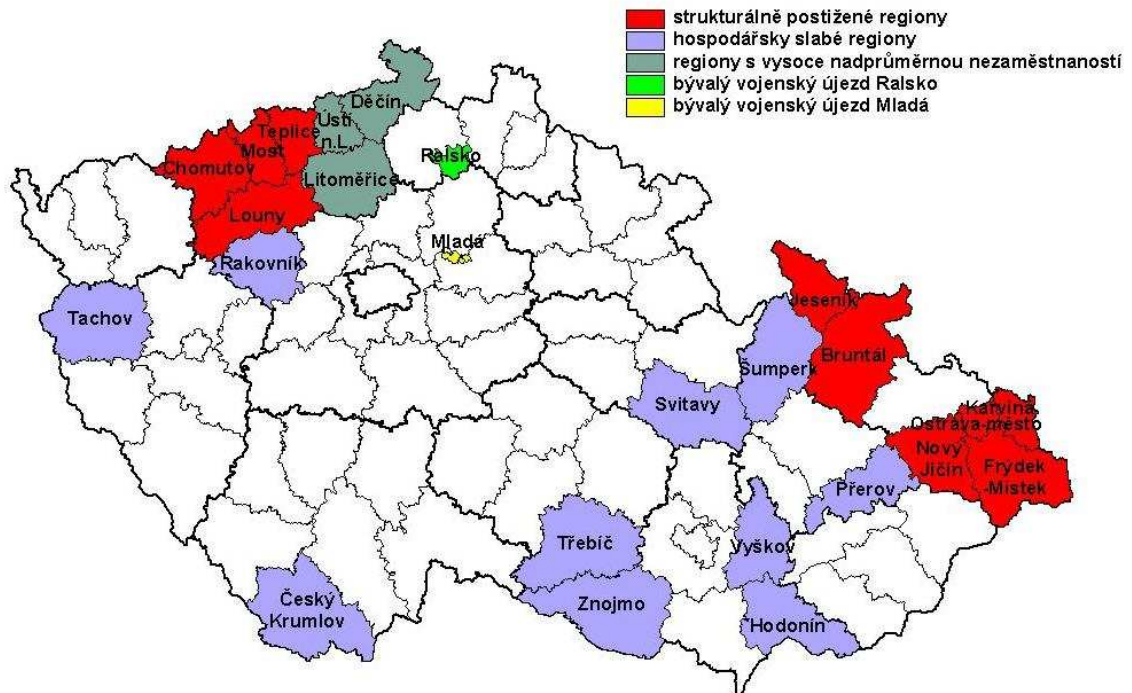 strukturálně postižené regiony
hospodářsky slabé regiony
regiony s vysoce nadprůměrnou nezaměstnaností
bývalý vojenský újezd Ralsko
bývalý vojenský újezd Mladá
Děčín
Ústí
n.L.
Teplice
Most
Chomutov
Litoměřice
Ralsko
Louny
Mladá
Rakovník
Tachov
Jeseník
Bruntál
Šumperk
Svitavy
Karviná
Ostrava-město
Nový
Jičín
Frýdek
-Místek
Přerov
Třebíč
Vyškov
Český
Krumlov
Znojmo
Hodonín